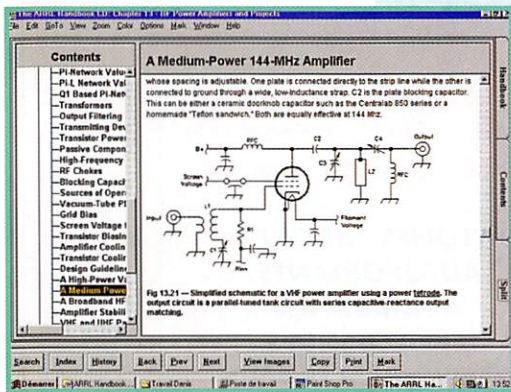 The ARRL Handbook CD: Chapter 13 - RF Power Amplifiers and Projects
File Edit GoTo View Zoom Color Options Mark Window Help
Contents
Pi-Network Value
Pi-L Network Val
Q1 Based Pi-Net
Transformers
Output Filtering
Transmitting Dev
Transistor Power
Passive Compon
High-Frequency
RF Chokes
Blocking Capaci
Sources of Oper
Vacuum-Tube Pl
Grid Bias
Screen Voltage
Transistor Biasin
Amplifier Coolin
Transistor Coolin
Design Guideline
A High-Power V
A Medium Powe
A Broadband HF
Amplifier Stabili
VHF and UHF Pa
A Medium-Power 144-MHz Amplifier
whose spacing is adjustable. One plate is connected directly to the strip line while the other is
connected to ground through a wide, low-inductance strap. C2 is the plate blocking capacitor.
This can be either a ceramic doorknob capacitor such as the Centralab 850 series or a
homemade "Teflon sandwich." Both are equally effective at 144 MHz.
B+
RFC
C2
C4
Output
C3
L2
RFC
Screen
Voltage
Input
L1
R1
C1
Filament
Voltage
Bias
Fig 13.21 — Simplified schematic for a VHF power amplifier using a power tetrode. The
output circuit is a parallel-tuned tank circuit with series capacitive-reactance output
matching.
Handbook
Contents
Split
Search Index History Back Prev Next View Images Copy Print Mark
Démarrer ARRL Handbook... Travail Denis Poste de travail Paint Shop Pro The ARRL Ha... 13:52